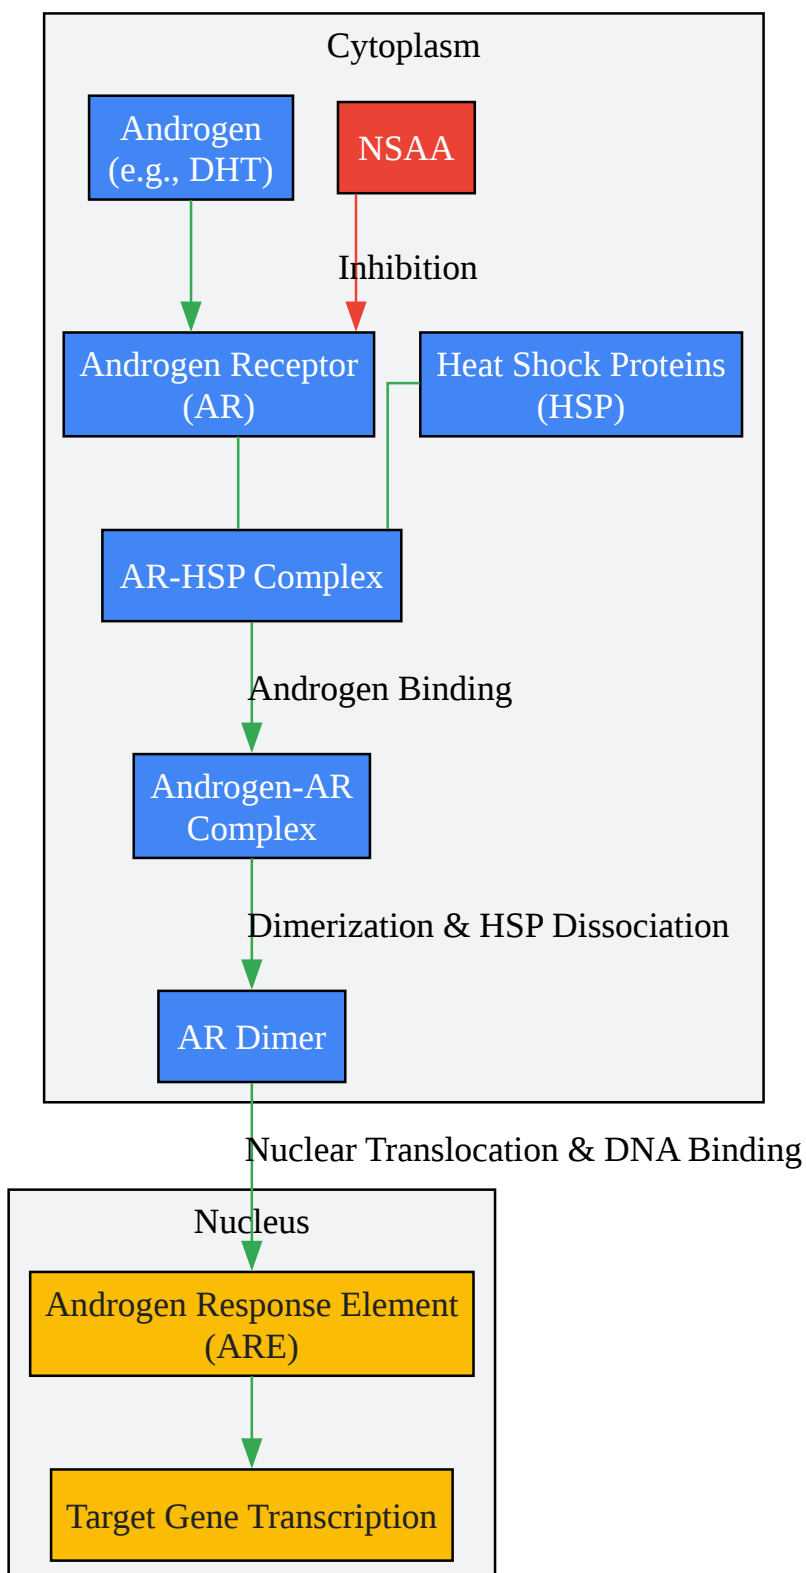 Cytoplasm
Androgen
(e.g., DHT)
NSAA
Inhibition
Androgen Receptor
(AR)
Heat Shock Proteins
(HSP)
AR-HSP Complex
Androgen Binding
Androgen-AR
Complex
Dimerization & HSP Dissociation
AR Dimer
Nuclear Translocation & DNA Binding
Nucleus
Androgen Response Element
(ARE)
Target Gene Transcription